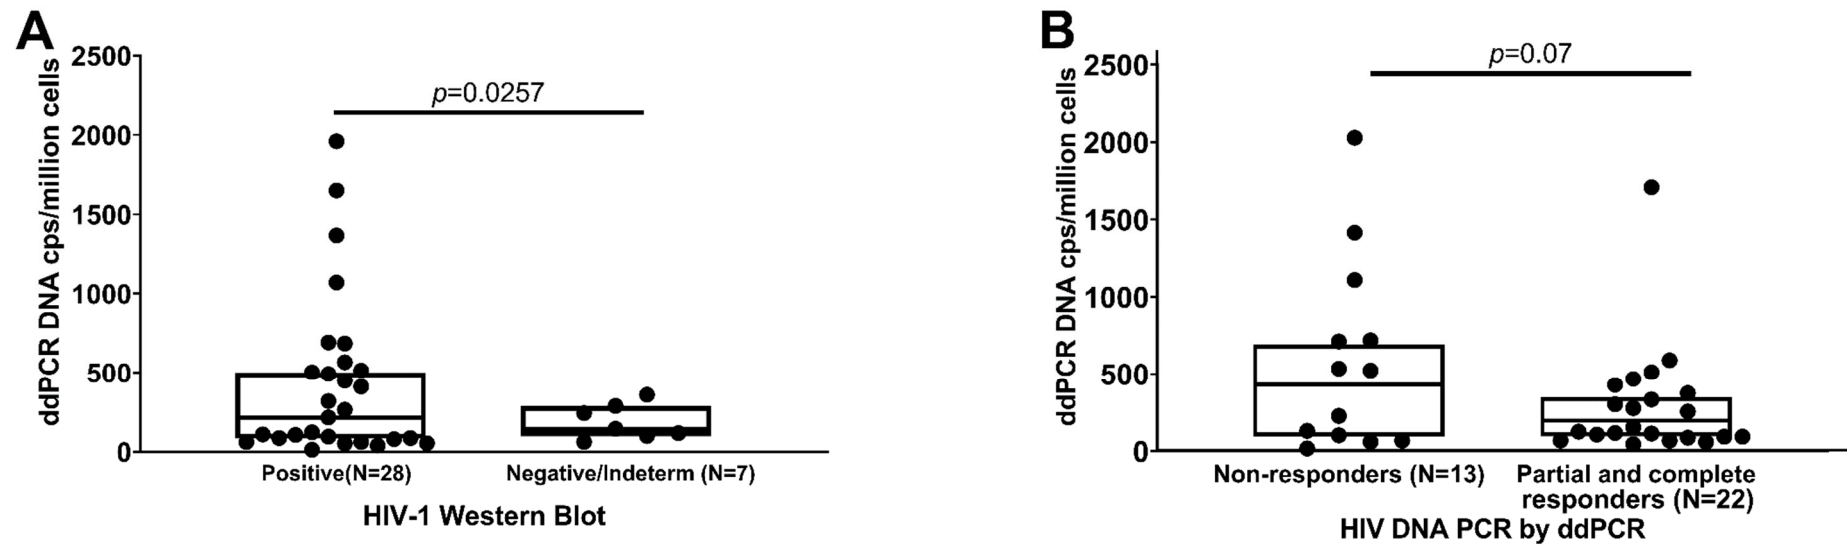 A
ddPCR DNA cps/million cells
2500
2000
1500
1000
500
0
p=0.0257
Positive(N=28)
Negative/Indeterm (N=7)
HIV-1 Western Blot
B
ddPCR DNA cps/million cells
2500
2000
1500
1000
500
0
p=0.07
Non-responders (N=13)
Partial and complete
responders (N=22)
HIV DNA PCR by ddPCR